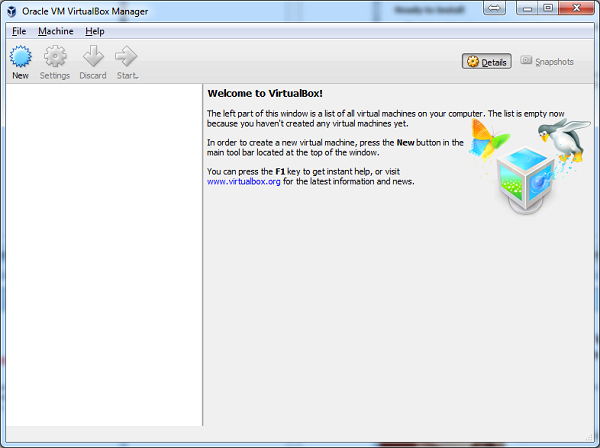 Ready to Install
Oracle VM VirtualBox Manager
File Machine Help
New Settings Discard Start.
Details Snapshots
Welcome to VirtualBox!
The left part of this window is a list of all virtual machines on your computer. The list is empty now
because you haven't created any virtual machines yet.
In order to create a new virtual machine, press the New button in the
main tool bar located at the top of the window.
You can press the F1 key to get instant help, or visit
www.virtualbox.org for the latest information and news.